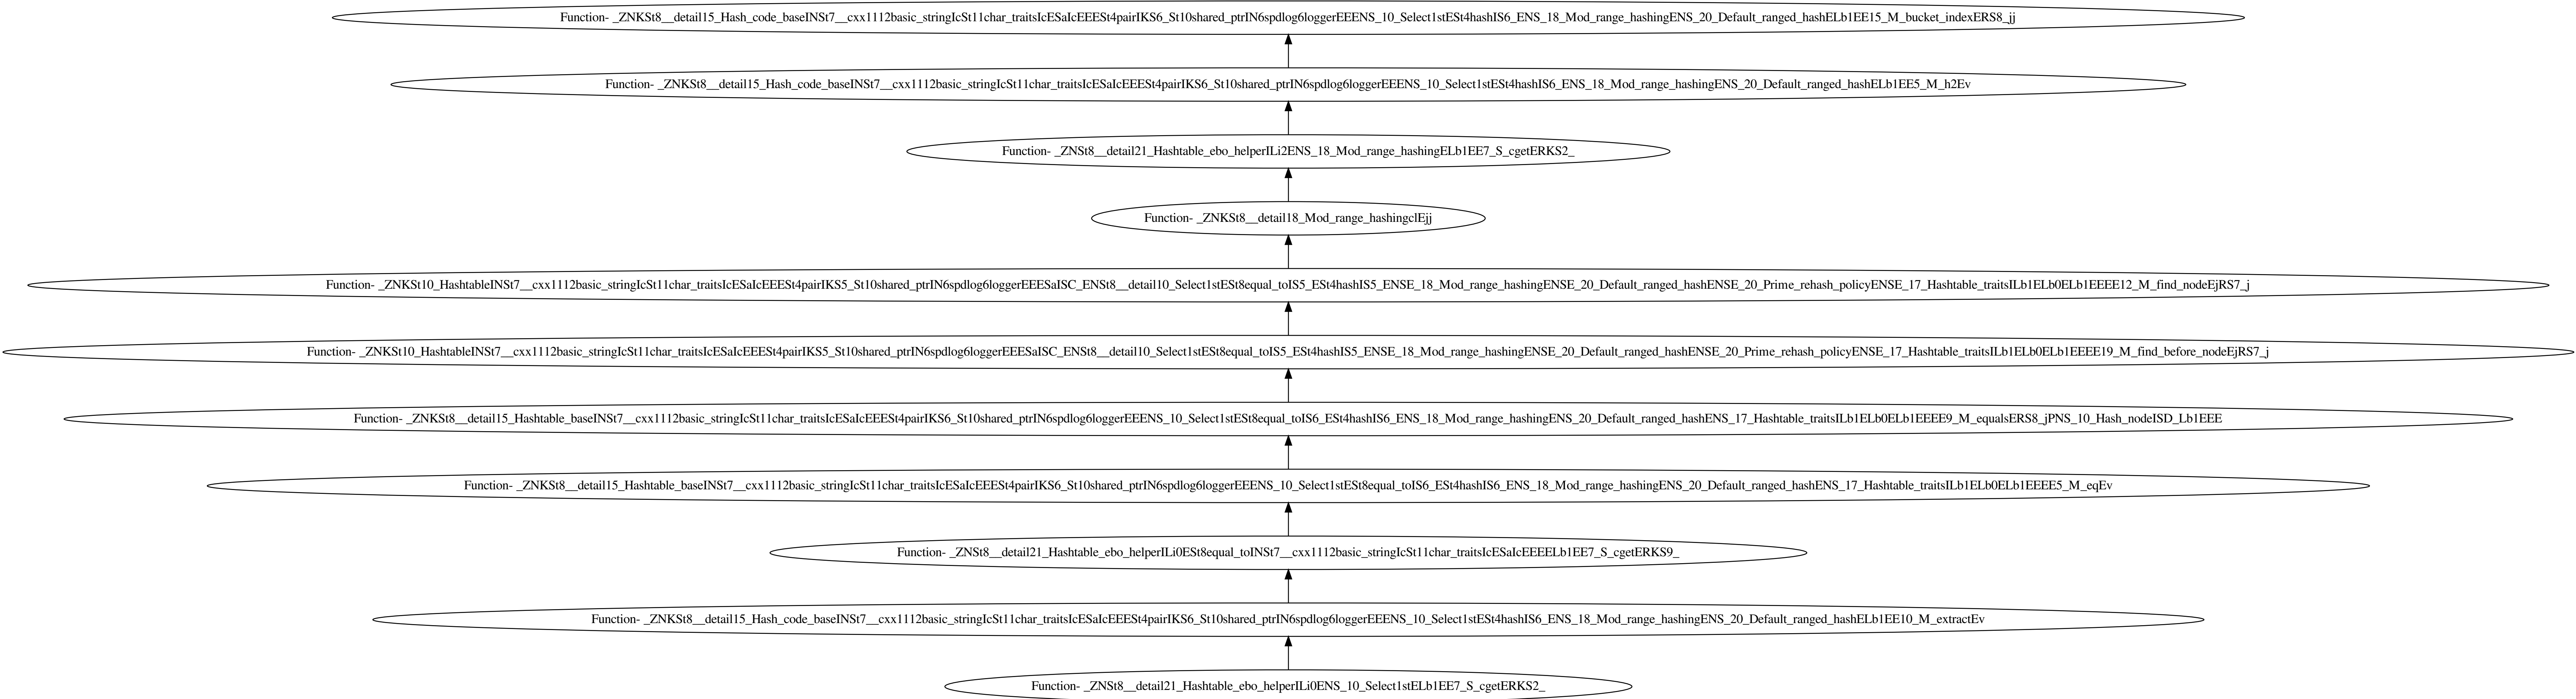 Function- _ZNKSt8__detail15_Hash_code_baseINSt7__cxx1112basic_stringIcSt11char_traitsIcESaIcEEESt4pairIKS6_St10shared_ptrIN6spdlog6loggerEEENS_10_Select1stESt4hashIS6_ENS_18_Mod_range_hashingENS_20_Default_ranged_hashELb1EE15_M_bucket_indexERS8_jj
Function- _ZNKSt8__detail15_Hash_code_baseINSt7__cxx1112basic_stringIcSt11char_traitsIcESaIcEEESt4pairIKS6_St10shared_ptrIN6spdlog6loggerEEENS_10_Select1stESt4hashIS6_ENS_18_Mod_range_hashingENS_20_Default_ranged_hashELb1EE5_M_h2Ev
Function- _ZNSt8__detail21_Hashtable_ebo_helperILi2ENS_18_Mod_range_hashingELb1EE7_S_cgetERKS2_
Function- _ZNKSt8__detail18_Mod_range_hashingclEjj
Function- _ZNKSt10_HashtableINSt7__cxx1112basic_stringIcSt11char_traitsIcESaIcEEESt4pairIKS5_St10shared_ptrIN6spdlog6loggerEEESaISC_ENSt8__detail10_Select1stESt8equal_toIS5_ESt4hashIS5_ENSE_18_Mod_range_hashingENSE_20_Default_ranged_hashENSE_20_Prime_rehash_policyENSE_17_Hashtable_traitsILb1ELb0ELb1EEEE12_M_find_nodeEjRS7_j
Function- _ZNKSt10_HashtableINSt7__cxx1112basic_stringIcSt11char_traitsIcESaIcEEESt4pairIKS5_St10shared_ptrIN6spdlog6loggerEEESaISC_ENSt8__detail10_Select1stESt8equal_toIS5_ESt4hashIS5_ENSE_18_Mod_range_hashingENSE_20_Default_ranged_hashENSE_20_Prime_rehash_policyENSE_17_Hashtable_traitsILb1ELb0ELb1EEEE19_M_find_before_nodeEjRS7_j
Function- _ZNKSt8__detail15_Hashtable_baseINSt7__cxx1112basic_stringIcSt11char_traitsIcESaIcEEESt4pairIKS6_St10shared_ptrIN6spdlog6loggerEEENS_10_Select1stESt8equal_toIS6_ESt4hashIS6_ENS_18_Mod_range_hashingENS_20_Default_ranged_hashENS_17_Hashtable_traitsILb1ELb0ELb1EEEE9_M_equalsERS8_jPNS_10_Hash_nodeISD_Lb1EEE
Function- _ZNKSt8__detail15_Hashtable_baseINSt7__cxx1112basic_stringIcSt11char_traitsIcESaIcEEESt4pairIKS6_St10shared_ptrIN6spdlog6loggerEEENS_10_Select1stESt8equal_toIS6_ESt4hashIS6_ENS_18_Mod_range_hashingENS_20_Default_ranged_hashENS_17_Hashtable_traitsILb1ELb0ELb1EEEE5_M_eqEv
Function- _ZNSt8__detail21_Hashtable_ebo_helperILi0ESt8equal_toINSt7__cxx1112basic_stringIcSt11char_traitsIcESaIcEEEELb1EE7_S_cgetERKS9_
Function- _ZNKSt8__detail15_Hash_code_baseINSt7__cxx1112basic_stringIcSt11char_traitsIcESaIcEEESt4pairIKS6_St10shared_ptrIN6spdlog6loggerEEENS_10_Select1stESt4hashIS6_ENS_18_Mod_range_hashingENS_20_Default_ranged_hashELb1EE10_M_extractEv
Function- _ZNSt8__detail21_Hashtable_ebo_helperILi0ENS_10_Select1stELb1EE7_S_cgetERKS2_